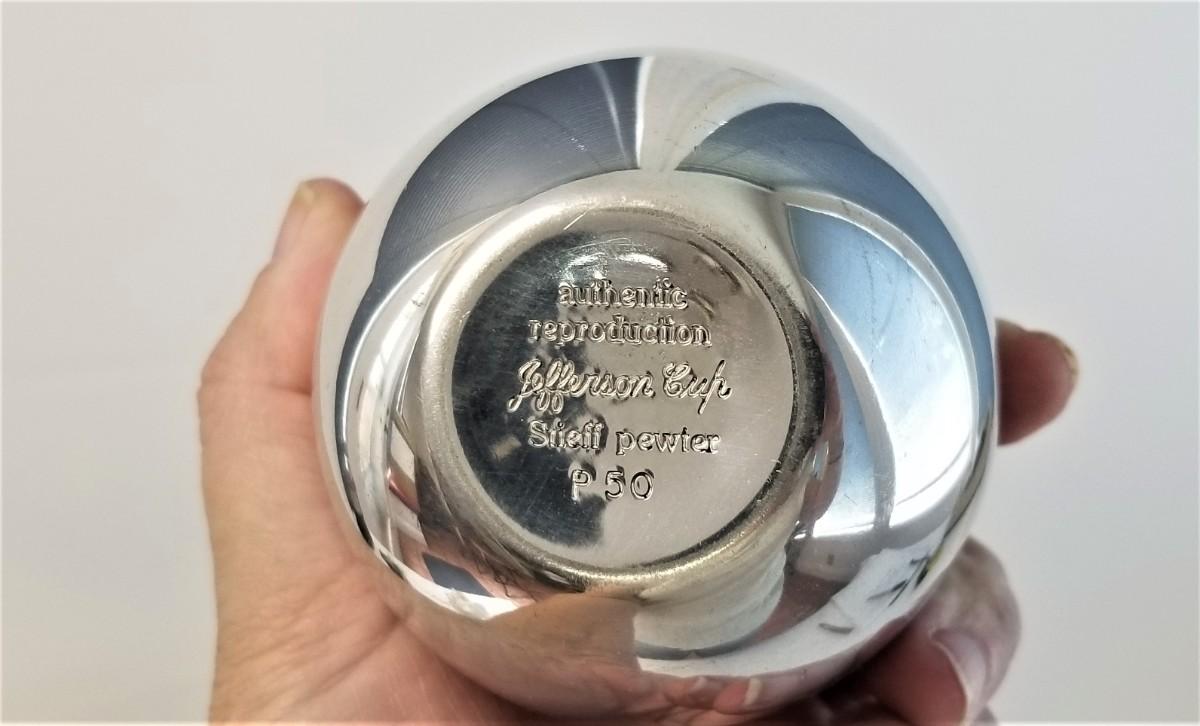 authentic
reproduction
Jefferson Cup
Stieff pewter
P 50